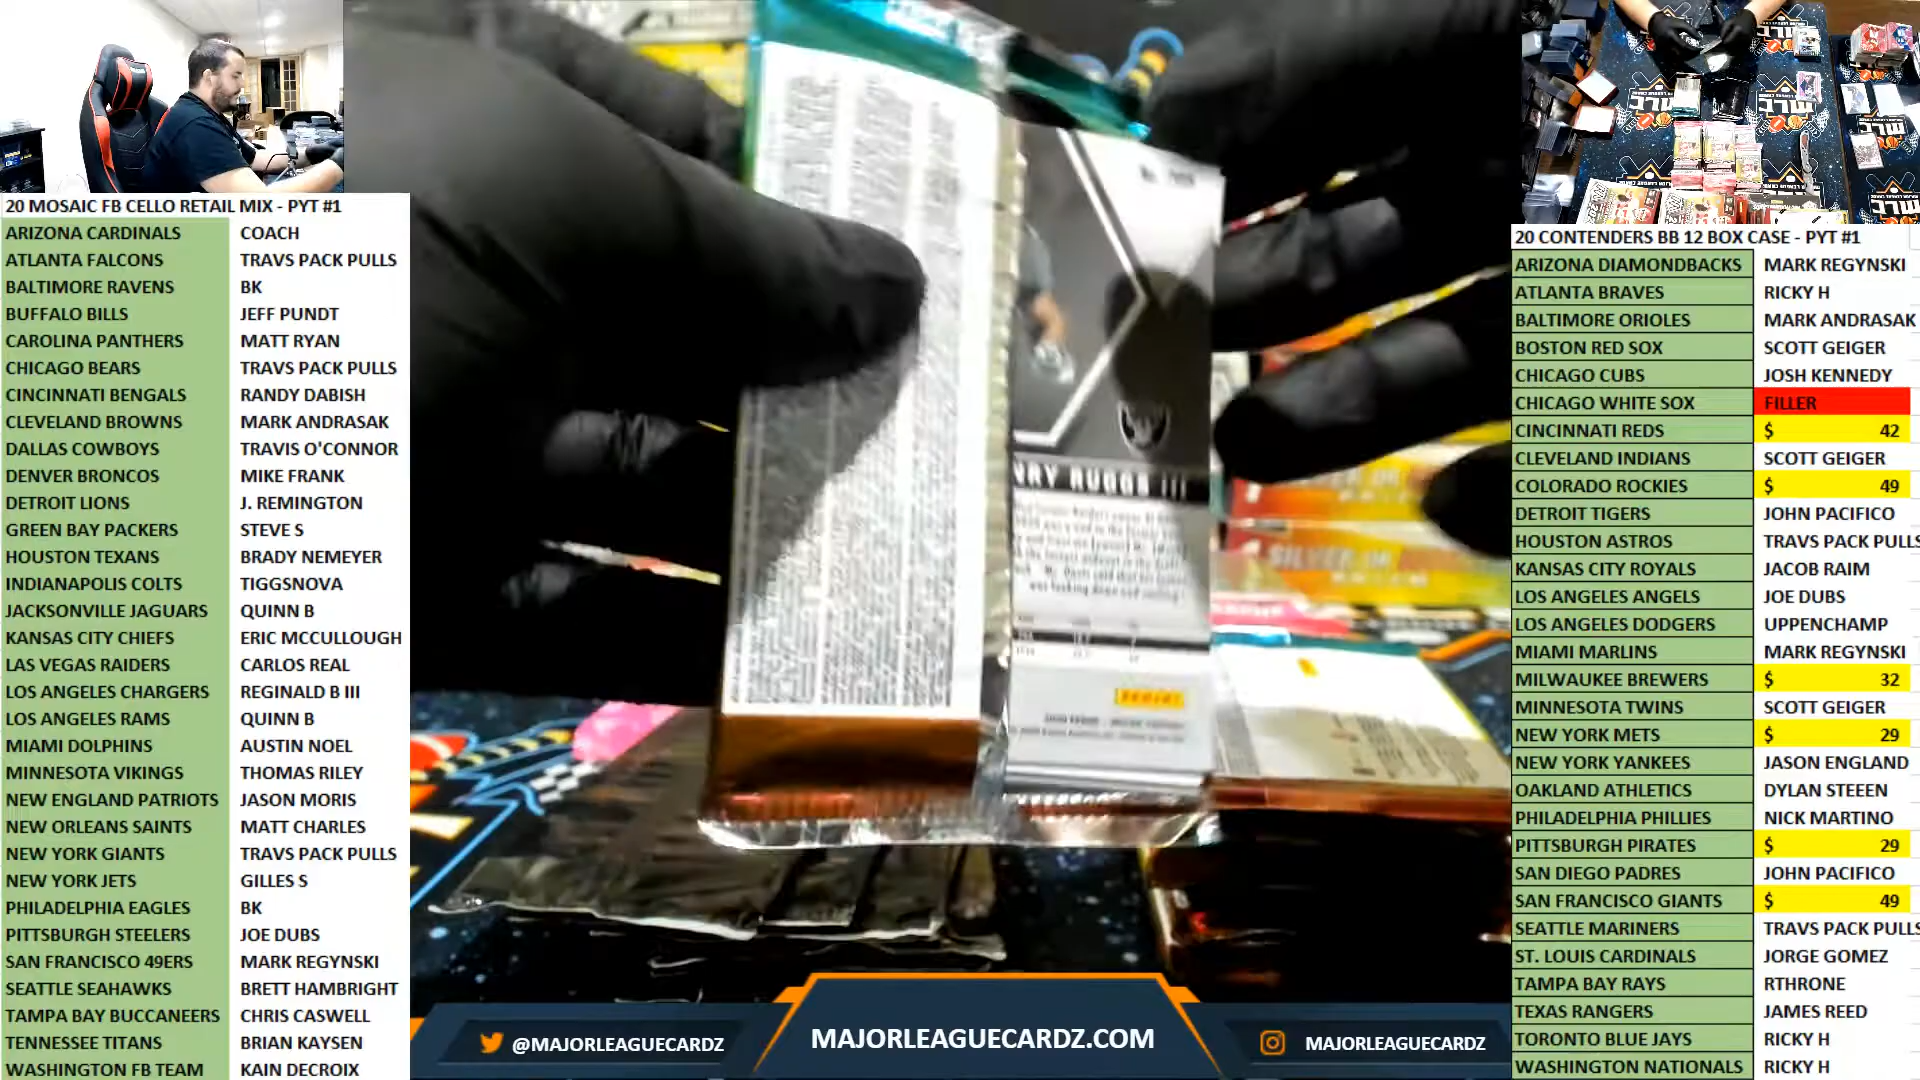 20 MOSAIC FB CELLO RETAIL MIX - PYT #1
ARIZONA CARDINALS COACH
ATLANTA FALCONS TRAVS PACK PULLS
BALTIMORE RAVENS BK
BUFFALO BILLS JEFF PUNDT
CAROLINA PANTHERS MATT RYAN
CHICAGO BEARS TRAVS PACK PULLS
CINCINNATI BENGALS RANDY DABISH
CLEVELAND BROWNS MARK ANDRASAK
DALLAS COWBOYS TRAVIS O'CONNOR
DENVER BRONCOS MIKE FRANK
DETROIT LIONS J. REMINGTON
GREEN BAY PACKERS STEVE S
HOUSTON TEXANS BRADY NEMEYER
INDIANAPOLIS COLTS TIGGSNOVA
JACKSONVILLE JAGUARS QUINN B
KANSAS CITY CHIEFS ERIC MCCULLOUGH
LAS VEGAS RAIDERS CARLOS REAL
LOS ANGELES CHARGERS REGINALD B III
LOS ANGELES RAMS QUINN B
MIAMI DOLPHINS AUSTIN NOEL
MINNESOTA VIKINGS THOMAS RILEY
NEW ENGLAND PATRIOTS JASON MORIS
NEW ORLEANS SAINTS MATT CHARLES
NEW YORK GIANTS TRAVS PACK PULLS
NEW YORK JETS GILLES S
PHILADELPHIA EAGLES BK
PITTSBURGH STEELERS JOE DUBS
SAN FRANCISCO 49ERS MARK REGYNSKI
SEATTLE SEAHAWKS BRETT HAMBRIGHT
TAMPA BAY BUCCANEERS CHRIS CASWELL
TENNESSEE TITANS BRIAN KAYSEN
WASHINGTON FB TEAM KAIN DECROIX
NRY RUGGS III
PANINI
@MAJORLEAGUECARDZ
MAJORLEAGUECARDZ.COM
MAJORLEAGUECARDZ
20 CONTENDERS BB 12 BOX CASE - PYT #1
ARIZONA DIAMONDBACKS MARK REGYNSKI
ATLANTA BRAVES RICKY H
BALTIMORE ORIOLES MARK ANDRASAK
BOSTON RED SOX SCOTT GEIGER
CHICAGO CUBS JOSH KENNEDY
CHICAGO WHITE SOX FILLER
CINCINNATI REDS $ 42
CLEVELAND INDIANS SCOTT GEIGER
COLORADO ROCKIES $ 49
DETROIT TIGERS JOHN PACIFICO
HOUSTON ASTROS TRAVS PACK PULLS
KANSAS CITY ROYALS JACOB RAIM
LOS ANGELES ANGELS JOE DUBS
LOS ANGELES DODGERS UPPENCHAMP
MIAMI MARLINS MARK REGYNSKI
MILWAUKEE BREWERS $ 32
MINNESOTA TWINS SCOTT GEIGER
NEW YORK METS $ 29
NEW YORK YANKEES JASON ENGLAND
OAKLAND ATHLETICS DYLAN STEEEN
PHILADELPHIA PHILLIES NICK MARTINO
PITTSBURGH PIRATES $ 29
SAN DIEGO PADRES JOHN PACIFICO
SAN FRANCISCO GIANTS $ 49
SEATTLE MARINERS TRAVS PACK PULLS
ST. LOUIS CARDINALS JORGE GOMEZ
TAMPA BAY RAYS RTHRONE
TEXAS RANGERS JAMES REED
TORONTO BLUE JAYS RICKY H
WASHINGTON NATIONALS RICKY H